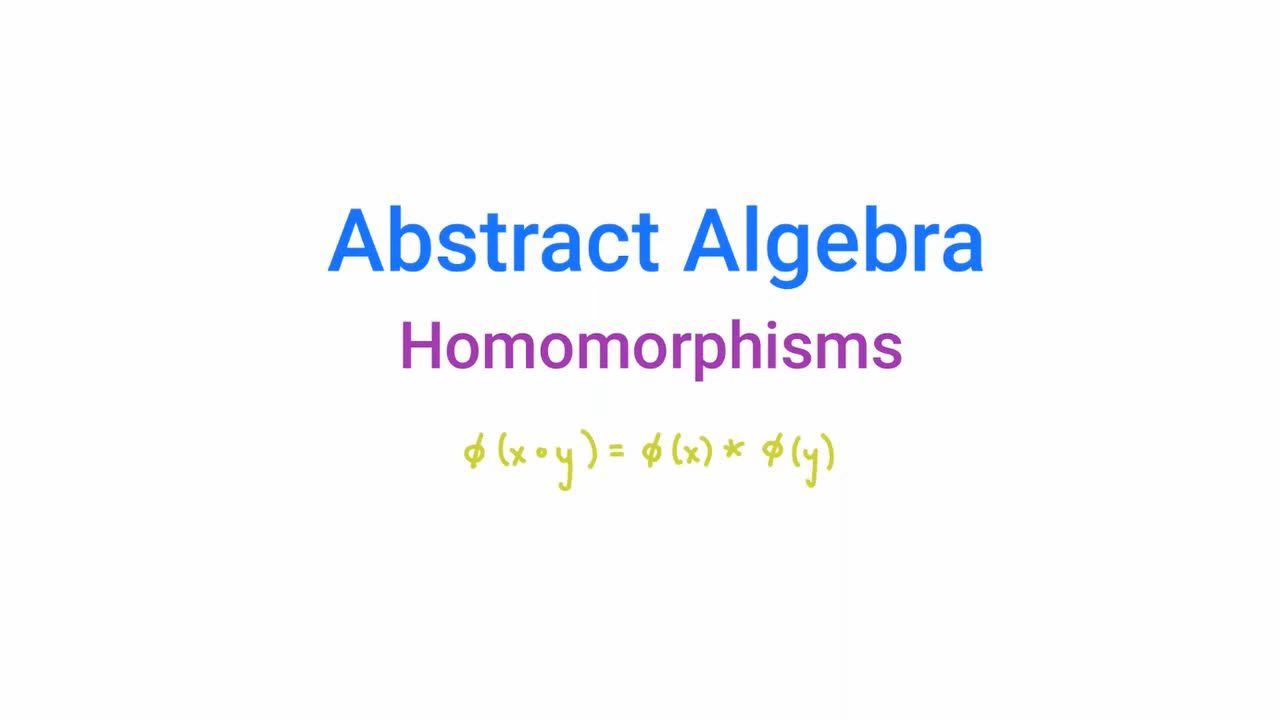 Abstract Algebra
Homomorphisms
ϕ(x∘y) = ϕ(x) * ϕ(y)